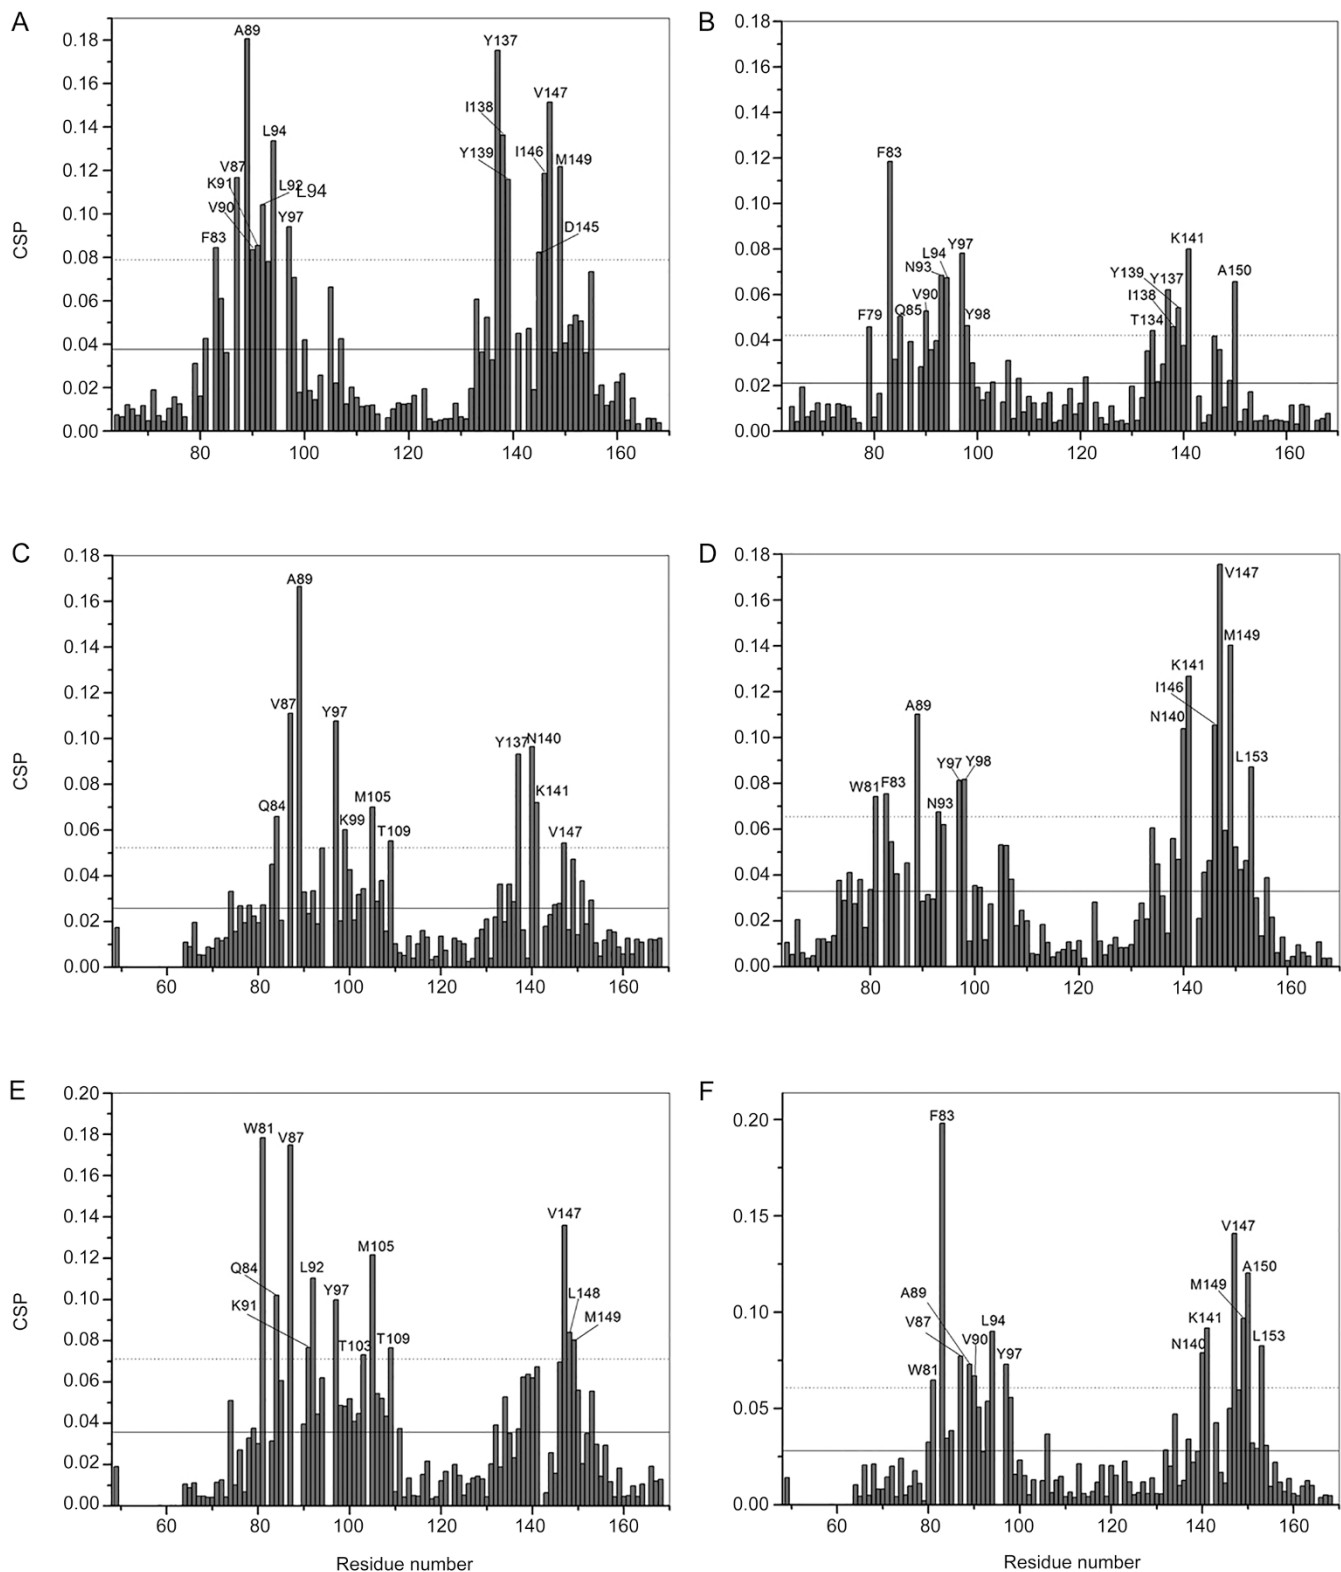 A
CSP
0.18
0.16
0.14
0.12
0.10
0.08
0.06
0.04
0.02
0.00
A89
Y137
I138
V147
L94
Y139
I146
M149
V87
K91
L92
L94
V90
Y97
D145
F83
80
100
120
140
160
B
0.18
0.16
0.14
0.12
0.10
0.08
0.06
0.04
0.02
0.00
F83
L94
Y97
K141
N93
Y139
Y137
A150
V90
I138
F79
Q85
Y98
T134
80
100
120
140
160
C
CSP
0.18
0.16
0.14
0.12
0.10
0.08
0.06
0.04
0.02
0.00
A89
V87
Y97
Y137
N140
Q84
M105
K141
K99
T109
V147
60
80
100
120
140
160
D
0.18
0.16
0.14
0.12
0.10
0.08
0.06
0.04
0.02
0.00
V147
M149
K141
I146
A89
N140
L153
Y97
Y98
W81
F83
N93
80
100
120
140
160
E
CSP
0.20
0.18
0.16
0.14
0.12
0.10
0.08
0.06
0.04
0.02
0.00
W81
V87
V147
M105
Q84
L92
K91
Y97
L148
T103
T109
M149
60
80
100
120
140
160
Residue number
F
0.20
0.15
0.10
0.05
0.00
F83
V147
A150
M149
A89
V87
V90
L94
K141
N140
L153
Y97
W81
60
80
100
120
140
160
Residue number